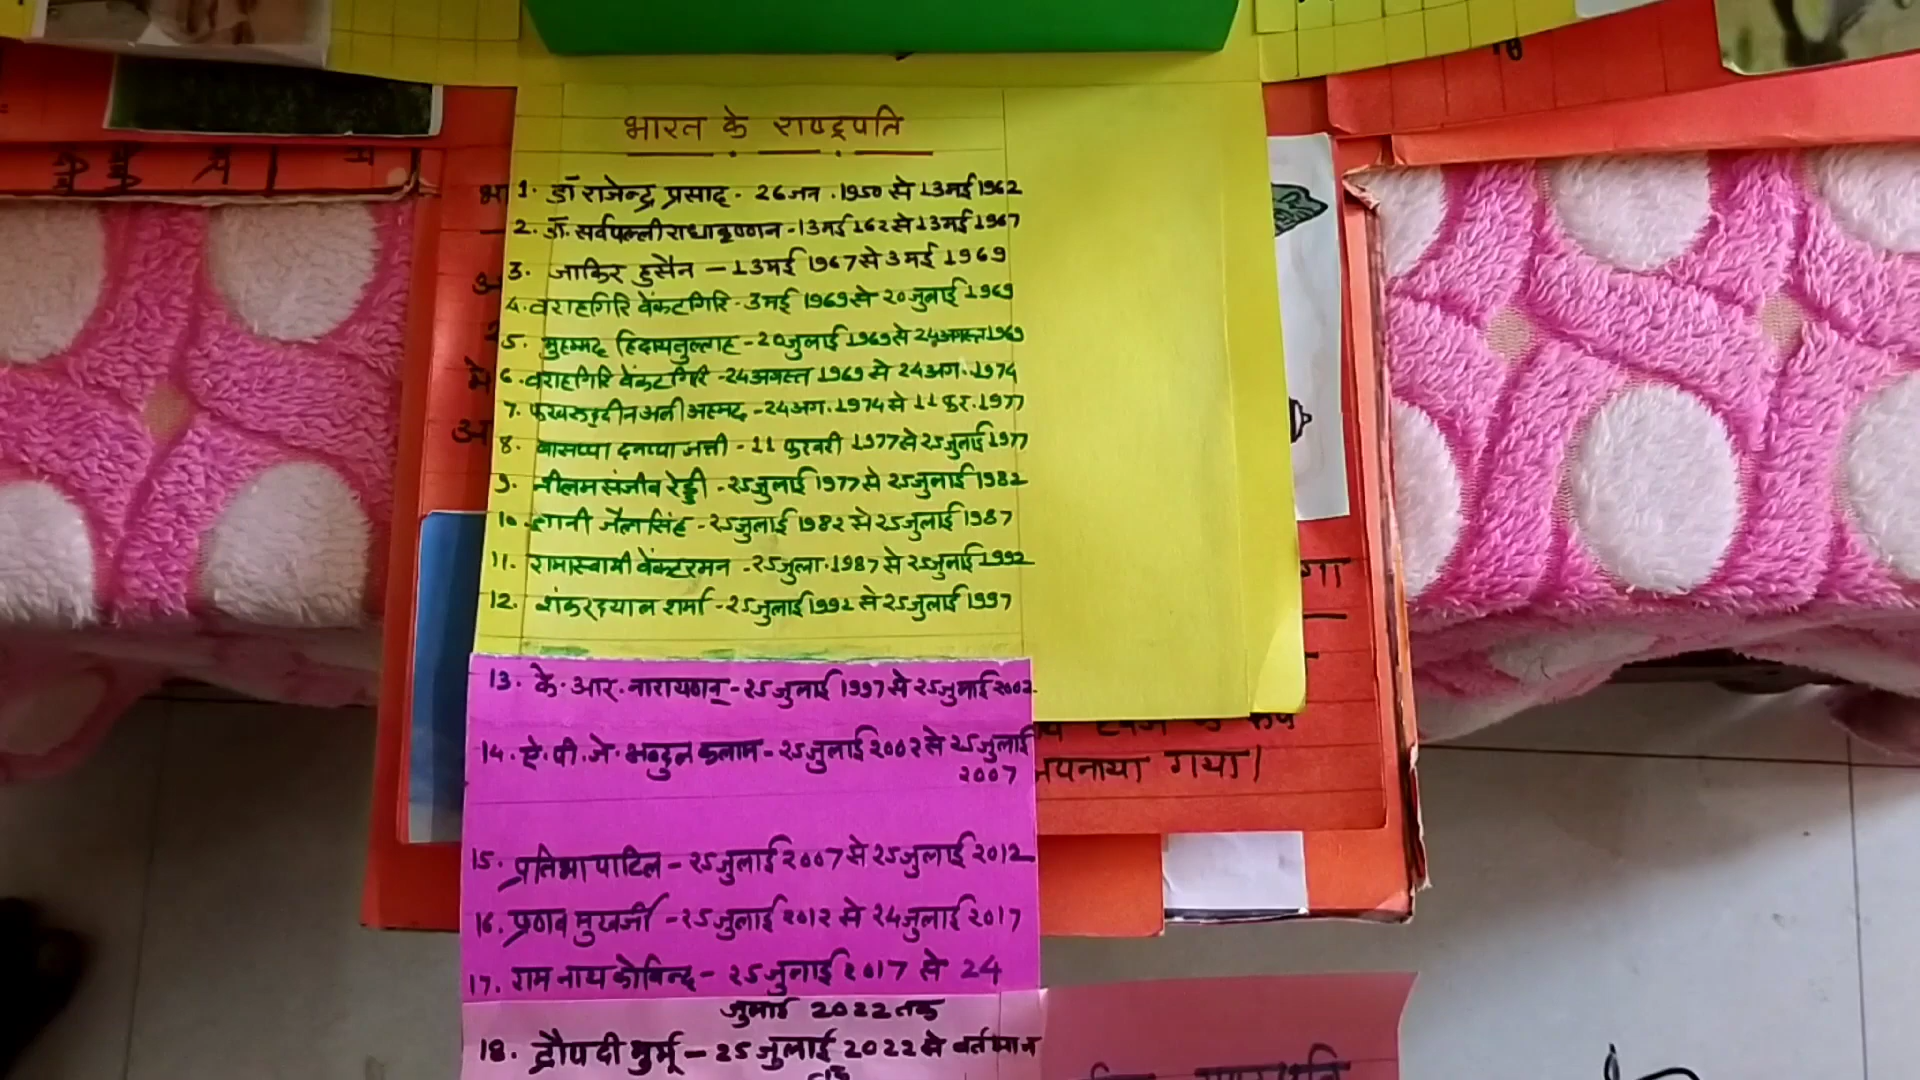 भारत के राष्ट्रपति
1. डॉ राजेन्द्र प्रसाद - 26 जन. 1950 से 13 मई 1962
2. डॉ. सर्वपल्ली राधाकृष्णन - 13 मई 162 से 13 मई 1967
3. जाकिर हुसैन - 13 मई 1967 से 3 मई 1969
4. वराहगिरि वेंकटगिरि - 3 मई 1969 से 20 जुलाई 1969
5. मुहम्मद हिदायतुल्लाह - 20 जुलाई 1969 से 24 अगस्त 1969
6. वराहगिरि वेंकटगिरि - 24 अगस्त 1969 से 24 अग. 1974
7. फखरुद्दीन अली अहमद - 24 अग. 1974 से 11 फर. 1977
8. बासप्पा दनप्पा जत्ती - 11 फरवरी 1977 से 25 जुलाई 1977
9. नीलम संजीव रेड्डी - 25 जुलाई 1977 से 25 जुलाई 1982
10. ज्ञानी जैल सिंह - 25 जुलाई 1982 से 25 जुलाई 1987
11. रामास्वामी वेंकटरमन - 25 जुला. 1987 से 25 जुलाई 1992
12. शंकरदयाल शर्मा - 25 जुलाई 1992 से 25 जुलाई 1997
13. के. आर. नारायणन् - 25 जुलाई 1997 से 25 जुलाई 2002
14. ऐ. पी. जे. अब्दुल कलाम - 25 जुलाई 2002 से 25 जुलाई
2007
अपनाया गया।
15. प्रतिभा पाटिल - 25 जुलाई 2007 से 25 जुलाई 2012
16. प्रणव मुखर्जी - 25 जुलाई 2012 से 24 जुलाई 2017
17. राम नाथ कोविन्द - 25 जुलाई 2017 से 24
जुलाई 2022 तक
18. द्रौपदी मुर्मू - 25 जुलाई 2022 से वर्तमान